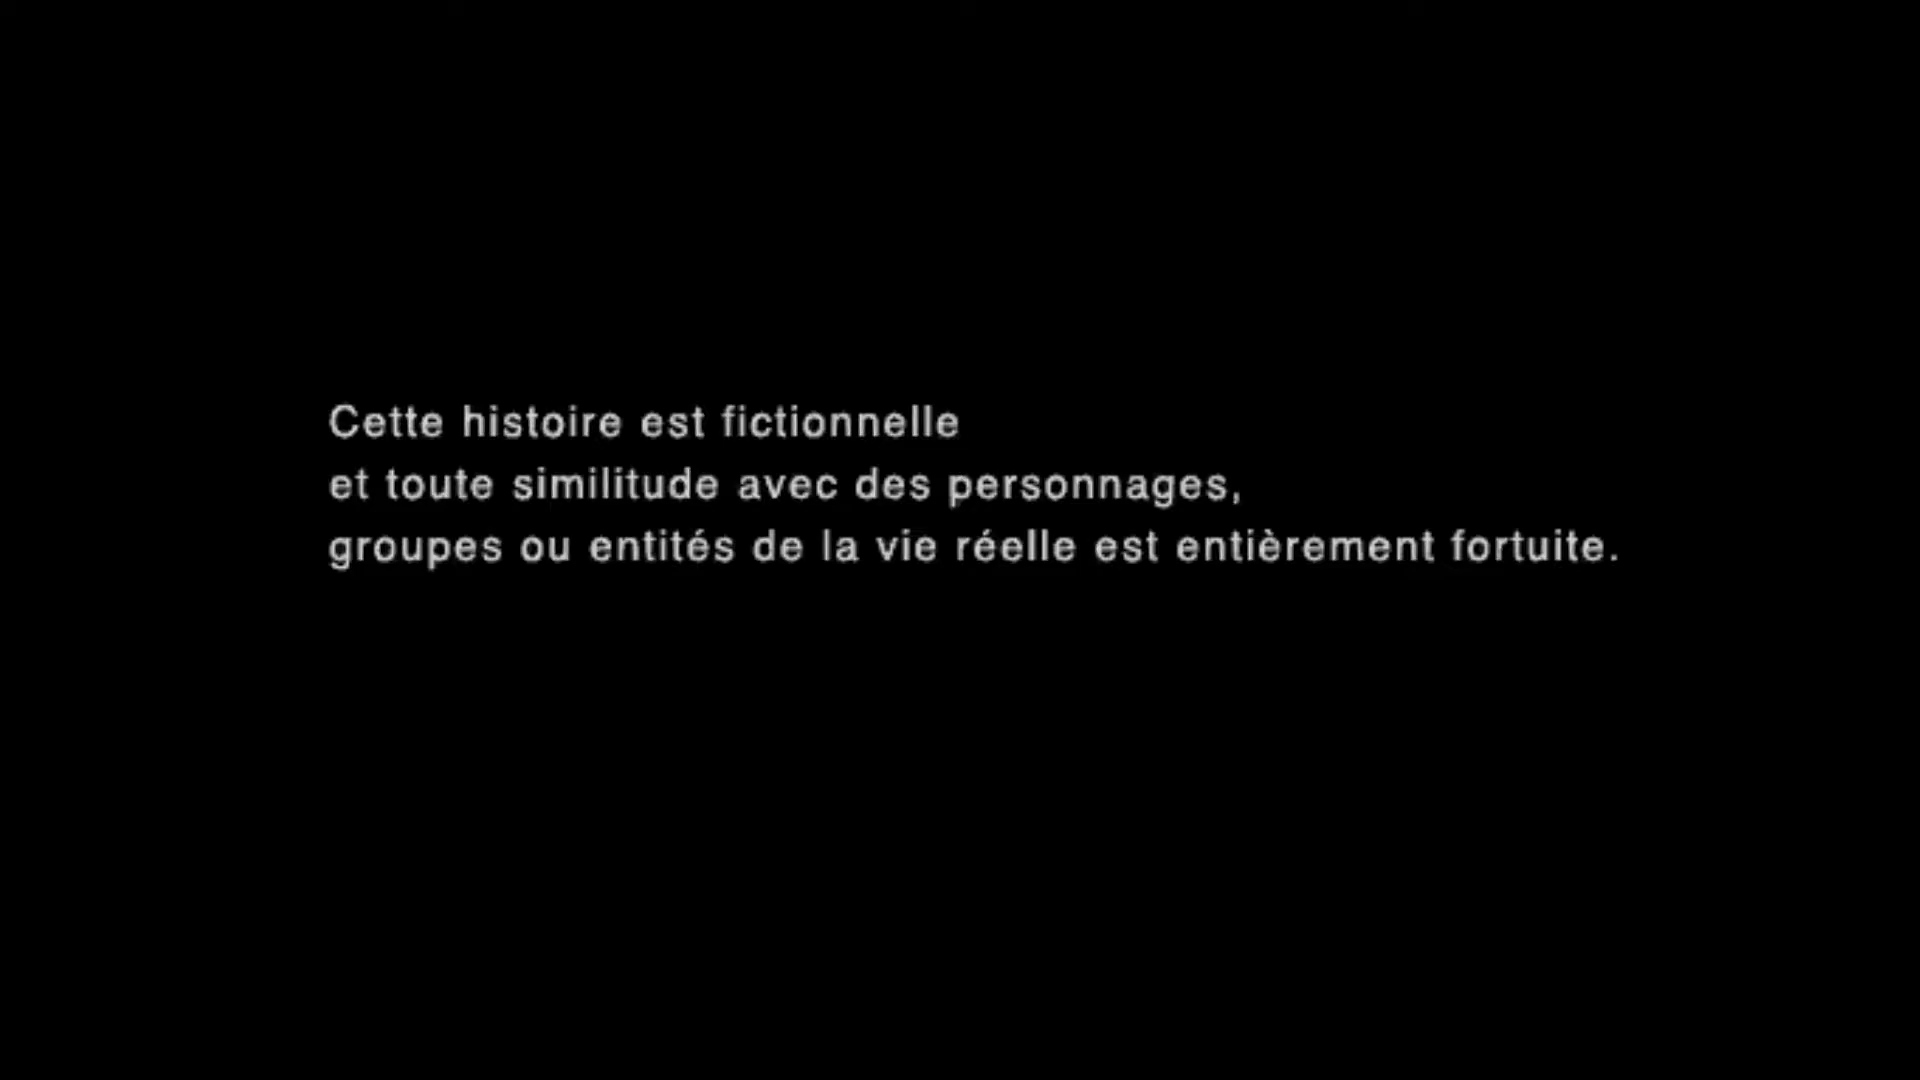 Cette histoire est fictionnelle
et toute similitude avec des personnages,
groupes ou entités de la vie réelle est entièrement fortuite.